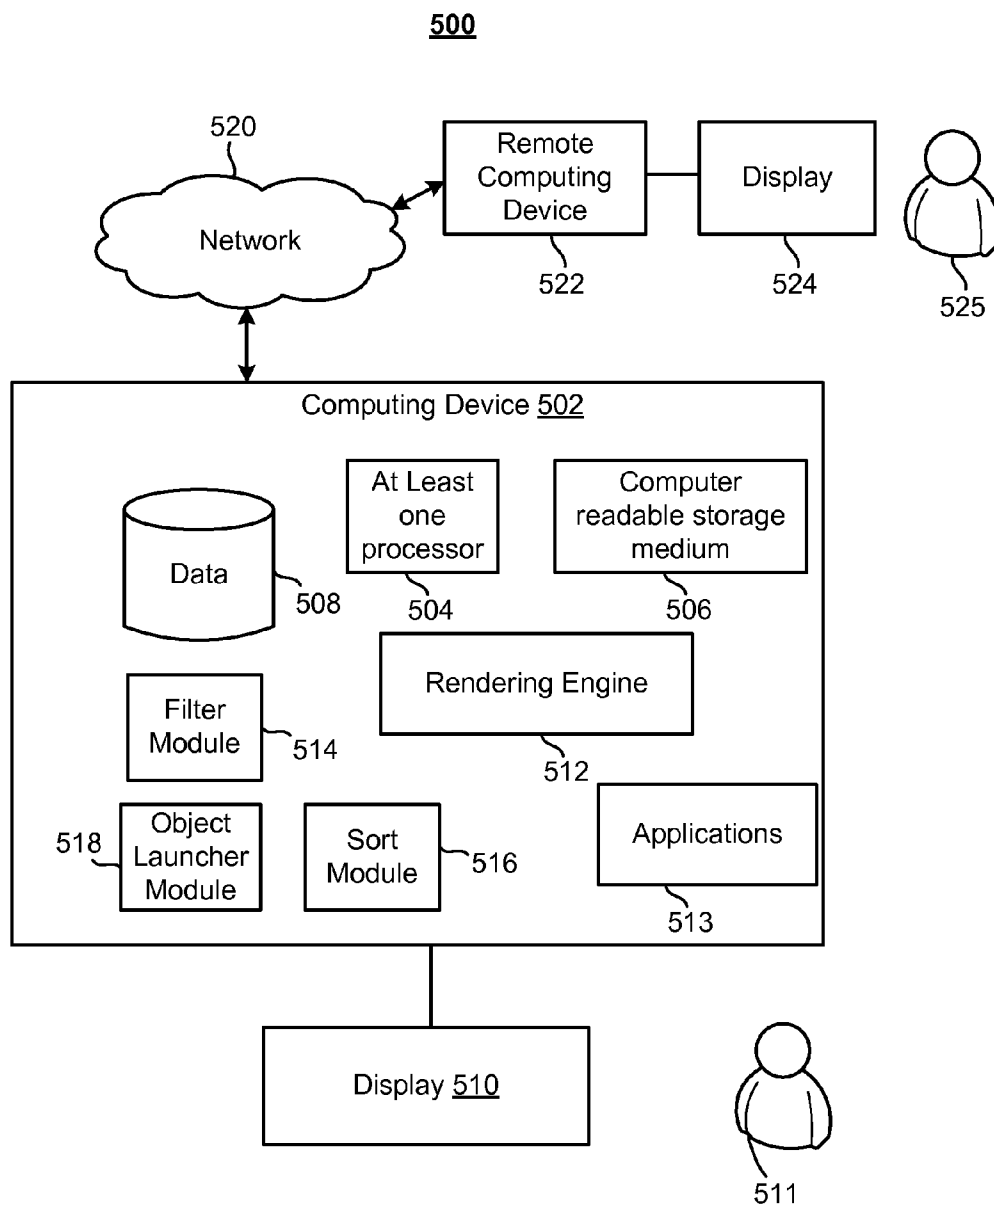 500
520
Remote
Computing
Device
Display
Network
522
524
525
Computing Device 502
At Least
one
processor
Computer
readable storage
medium
Data
508
504
506
Rendering Engine
Filter
Module
514
512
518
Object
Launcher
Module
Sort
Module
516
Applications
513
Display 510
511